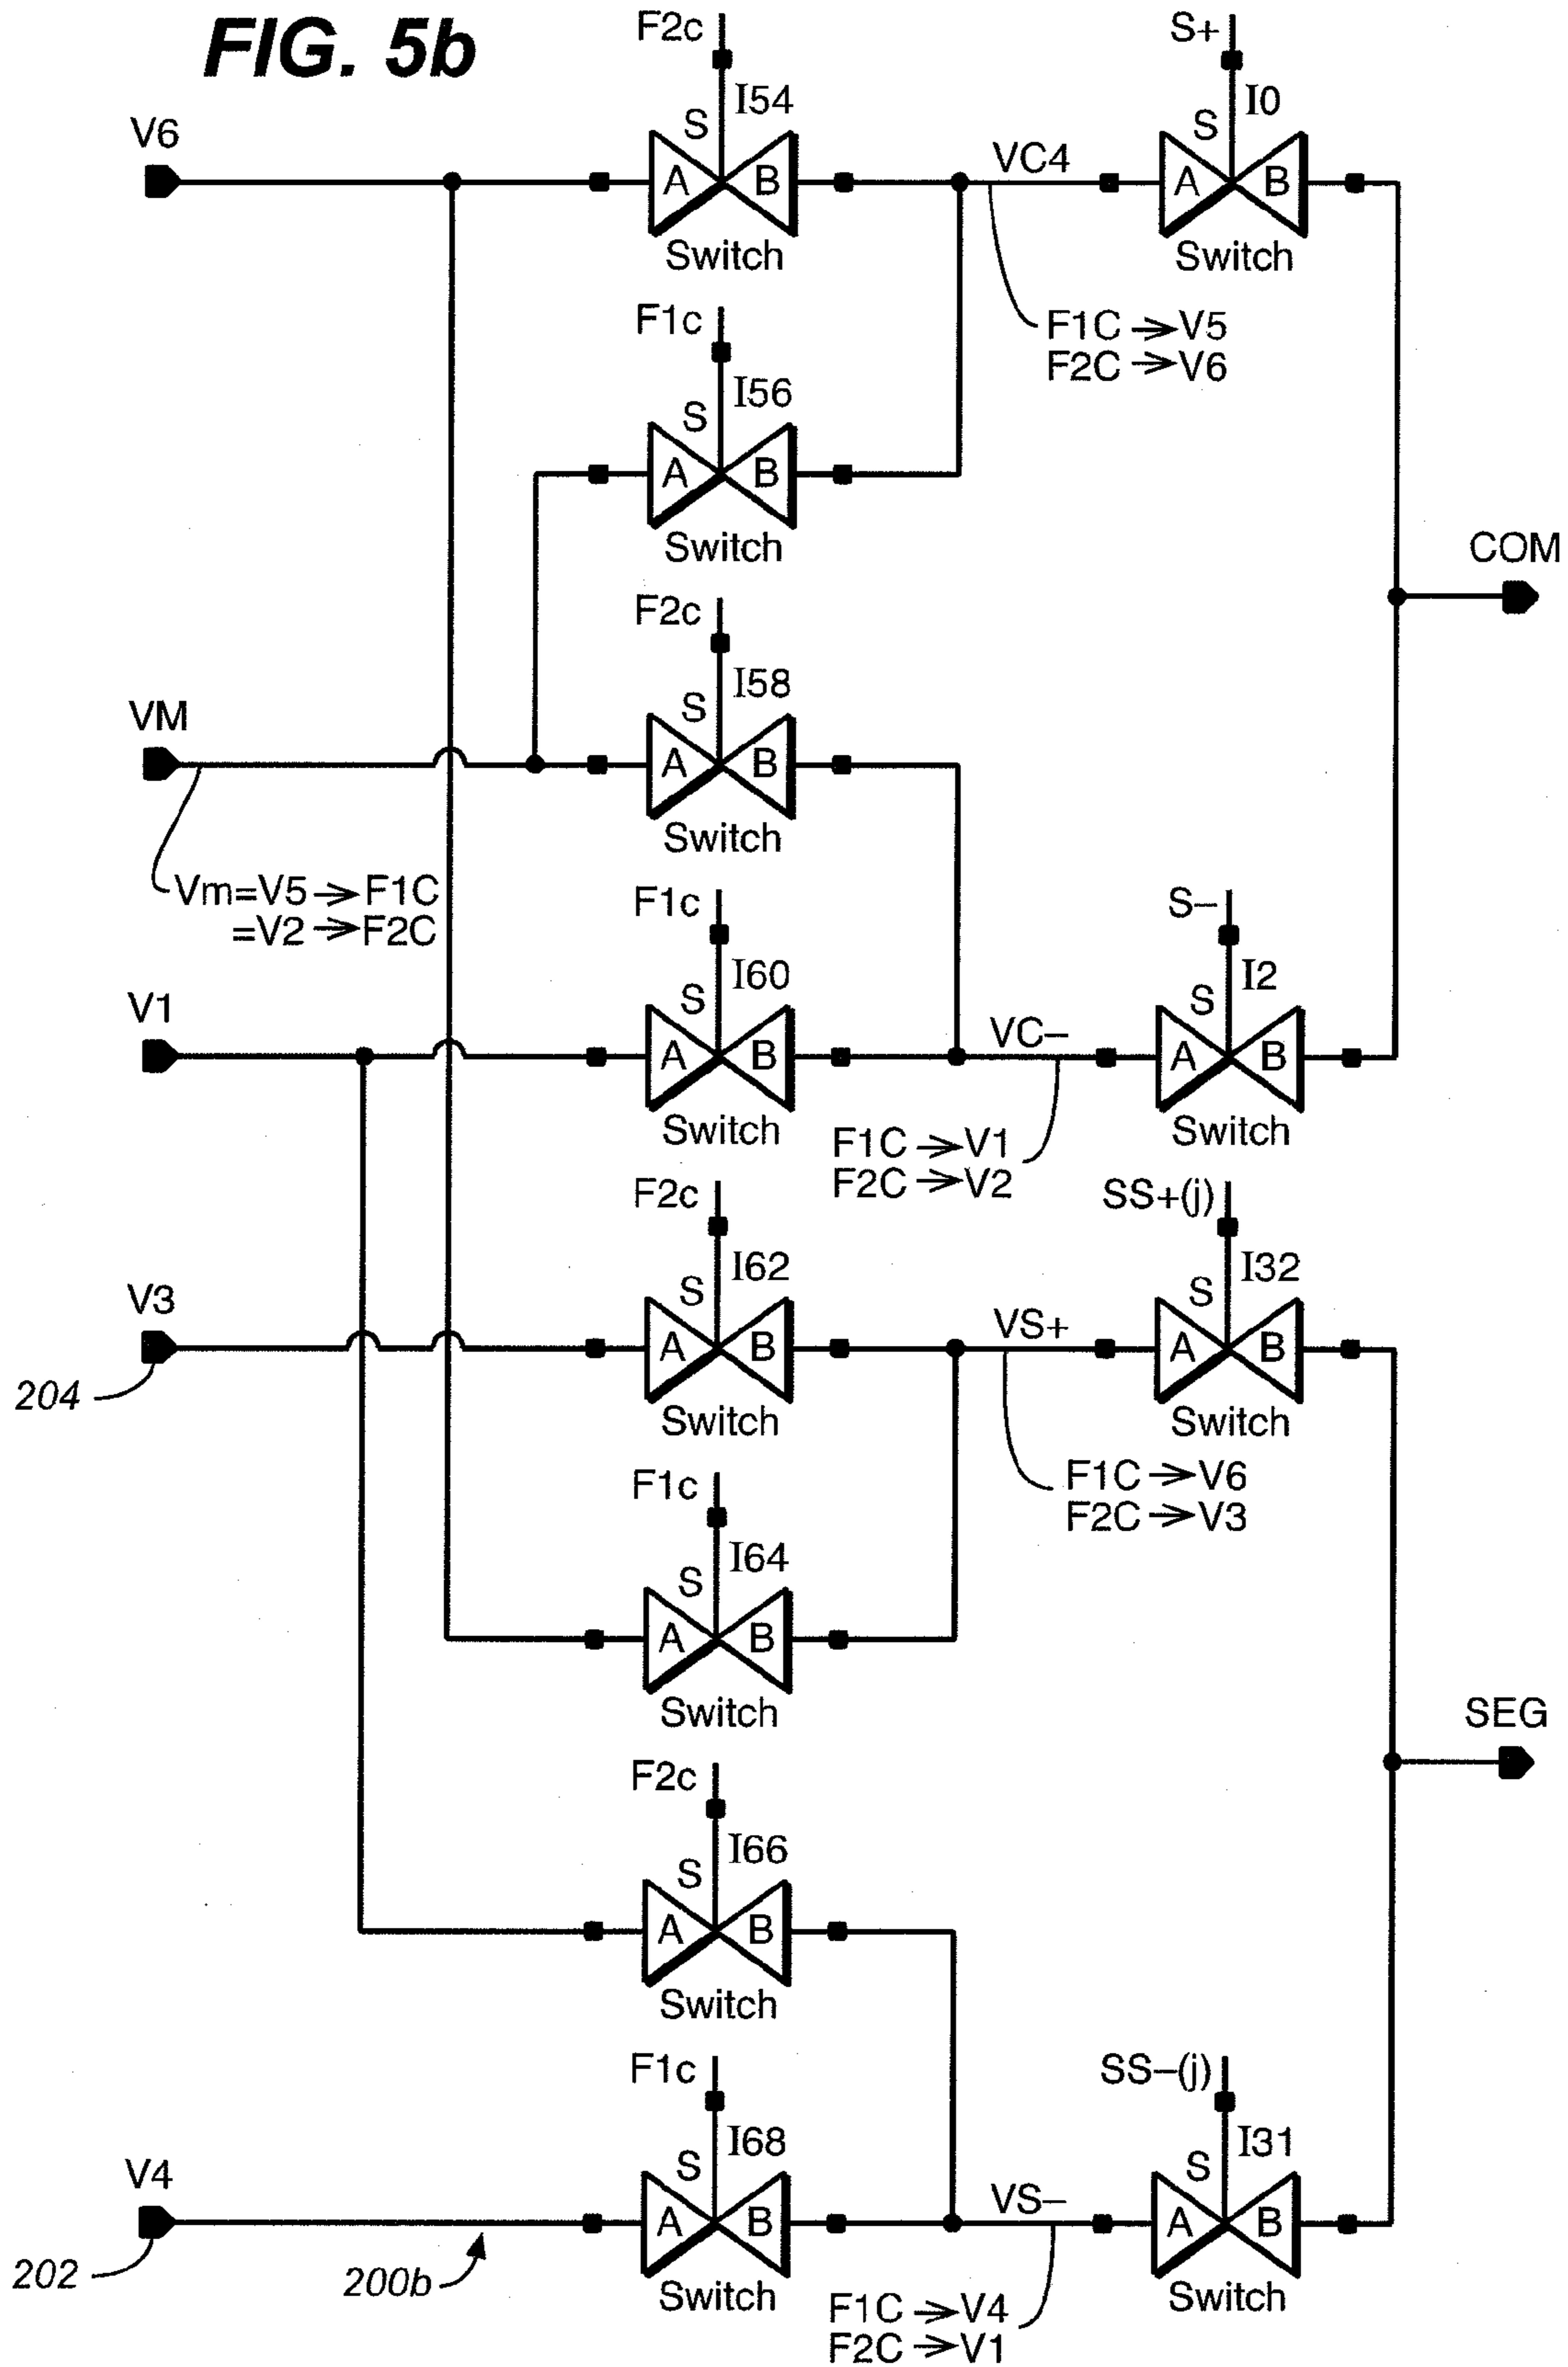 FIG. 5b
F2c
S+
I54
I0
V6
S
S
A
B
VC4
A
B
Switch
Switch
F1c
F1C →V5
F2C →V6
I56
S
A
B
Switch
COM
F2c
I58
VM
S
A
B
Switch
Vm=V5→F1C
=V2→F2C
F1c
S–
I60
I2
V1
S
S
VC–
A
B
A
B
Switch
Switch
F1C →V1
F2C →V2
F2c
SS+(j)
I62
I32
V3
S
S
VS+
A
B
A
B
204
Switch
Switch
F1c
F1C →V6
F2C →V3
I64
S
A
B
Switch
SEG
F2c
I66
S
A
B
Switch
F1c
SS–(j)
I68
I31
V4
S
S
VS–
A
B
A
B
202
200b
Switch
Switch
F1C →V4
F2C →V1